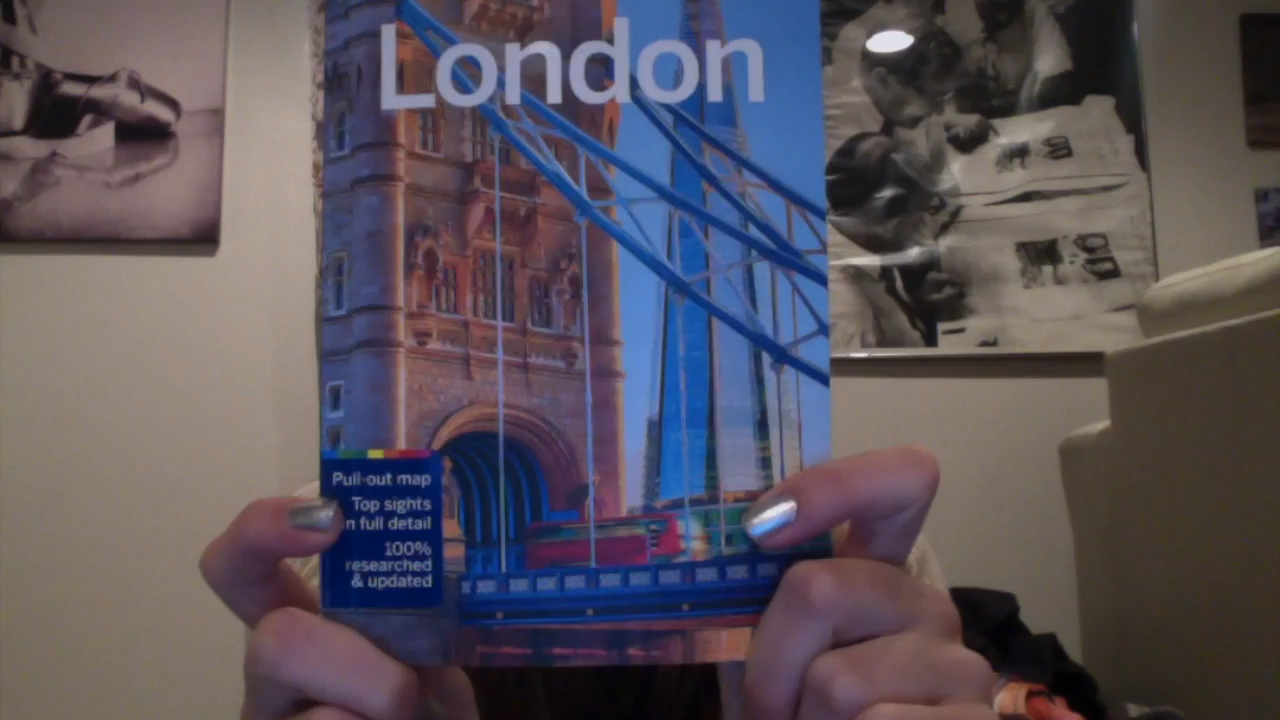 London
Pull-out map
Top sights
in full detail
100%
researched
& updated